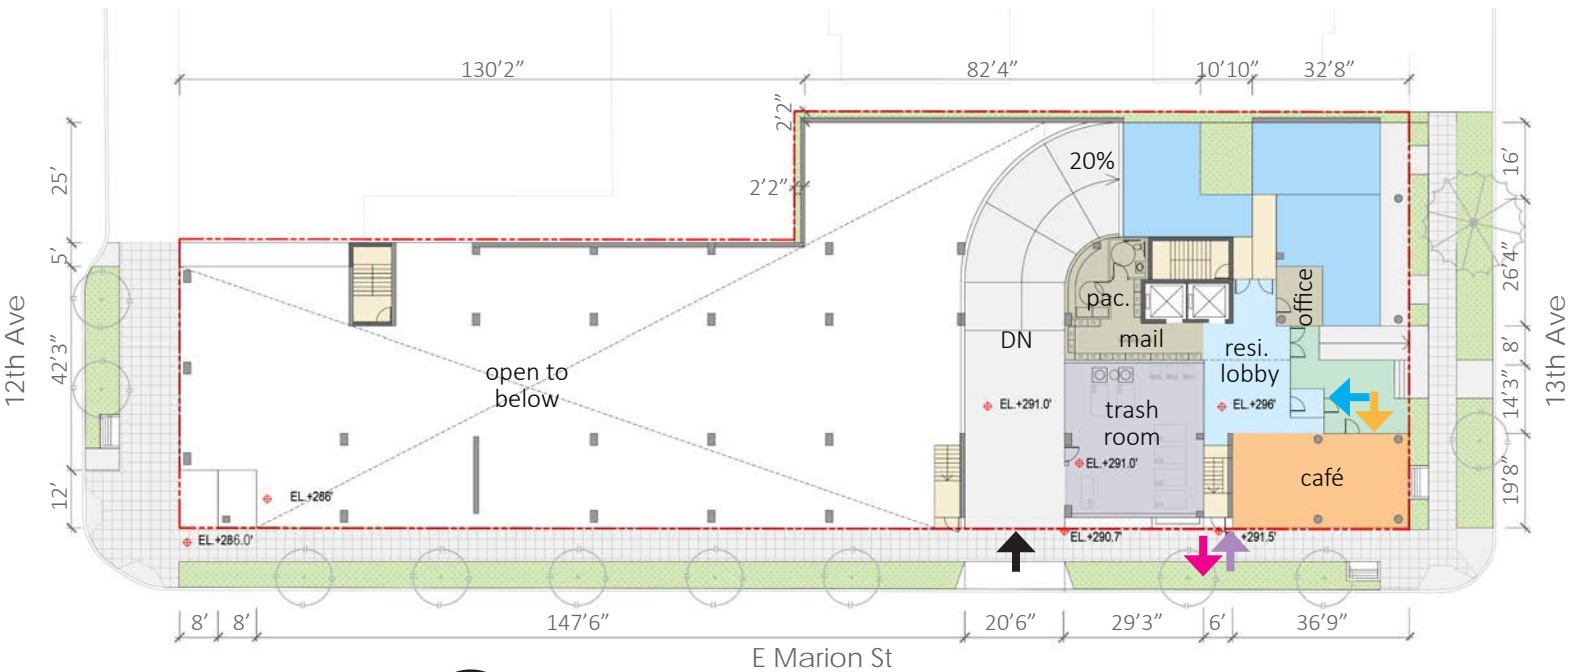 130’2”
82’4”
10’10”
32’8”
2’2”
25’
20%
16’
2’2”
5’
26’4”
office
pac.
12th Ave
42’3”
DN
mail
resi.
lobby
8’
13th Ave
open to
below
EL.+291.0'
trash
room
EL.+296'
14’3”
EL.+291.0'
café
12’
EL.+286'
19’8”
EL.+286.0'
EL.+290.7'
+291.5'
8’
8’
147’6”
20’6”
29’3”
6’
36’9”
E Marion St